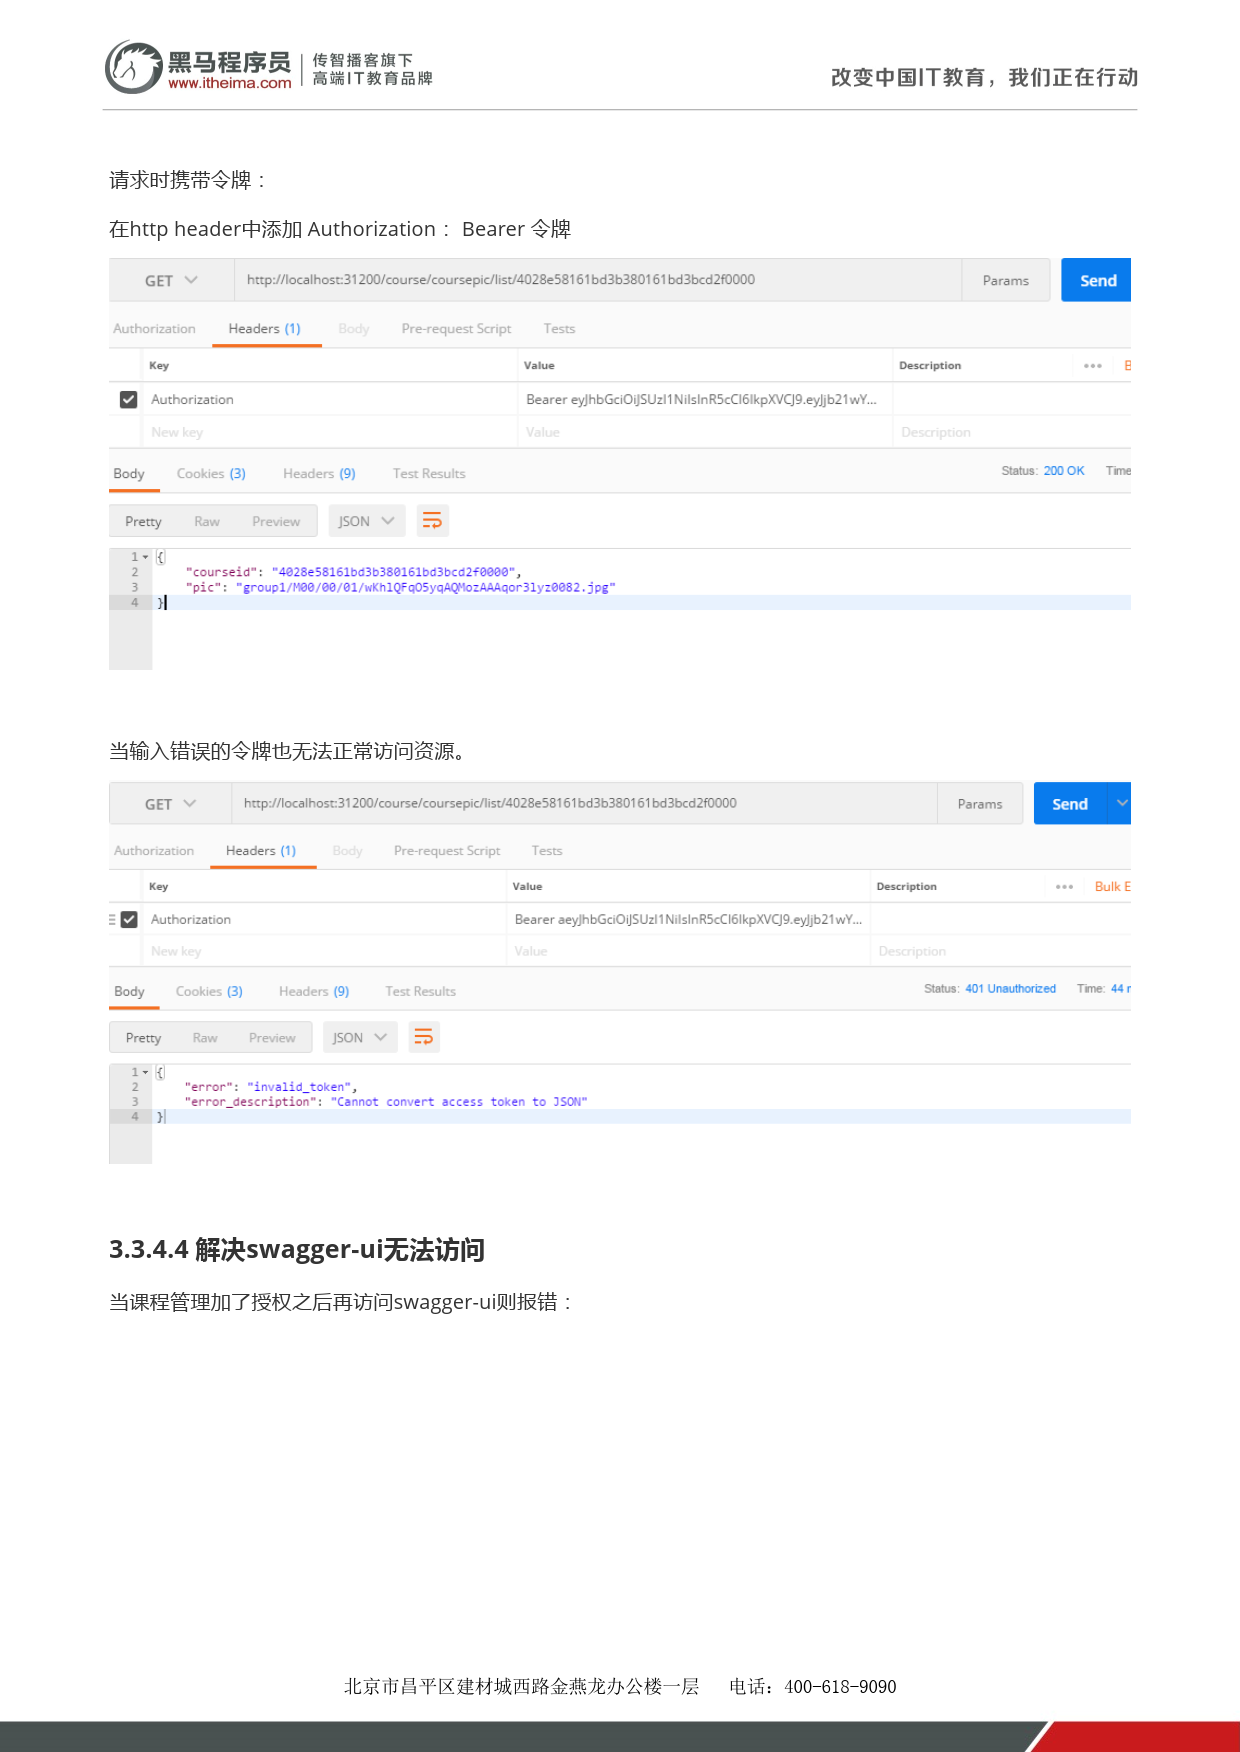 黑马程序员 传智播客旗下
www.itheima.com 高端IT教育品牌
改变中国IT教育，我们正在行动
请求时携带令牌：
在http header中添加 Authorization： Bearer 令牌
GET http://localhost:31200/course/coursepic/list/4028e58161bd3b380161bd3bcd2f0000 Params Send
Authorization Headers (1) Body Pre-request Script Tests
Key Value Description ••• B
Authorization Bearer eyJhbGciOiJSUzI1NiIsInR5cCI6IkpXVCJ9.eyJjb21wY...
New key Value Description
Body Cookies (3) Headers (9) Test Results Status: 200 OK Time
Pretty Raw Preview JSON
1 {
2 "courseid": "4028e58161bd3b380161bd3bcd2f0000",
3 "pic": "group1/M00/00/01/wKhlQFqO5yqAQMozAAAqor3lyz0082.jpg"
4 }
当输入错误的令牌也无法正常访问资源。
GET http://localhost:31200/course/coursepic/list/4028e58161bd3b380161bd3bcd2f0000 Params Send
Authorization Headers (1) Body Pre-request Script Tests
Key Value Description ••• Bulk E
Authorization Bearer aeyJhbGciOiJSUzI1NiIsInR5cCI6IkpXVCJ9.eyJjb21wY...
New key Value Description
Body Cookies (3) Headers (9) Test Results Status: 401 Unauthorized Time: 44 m
Pretty Raw Preview JSON
1 {
2 "error": "invalid_token",
3 "error_description": "Cannot convert access token to JSON"
4 }
3.3.4.4 解决swagger-ui无法访问
当课程管理加了授权之后再访问swagger-ui则报错：
北京市昌平区建材城西路金燕龙办公楼一层 电话：400-618-9090